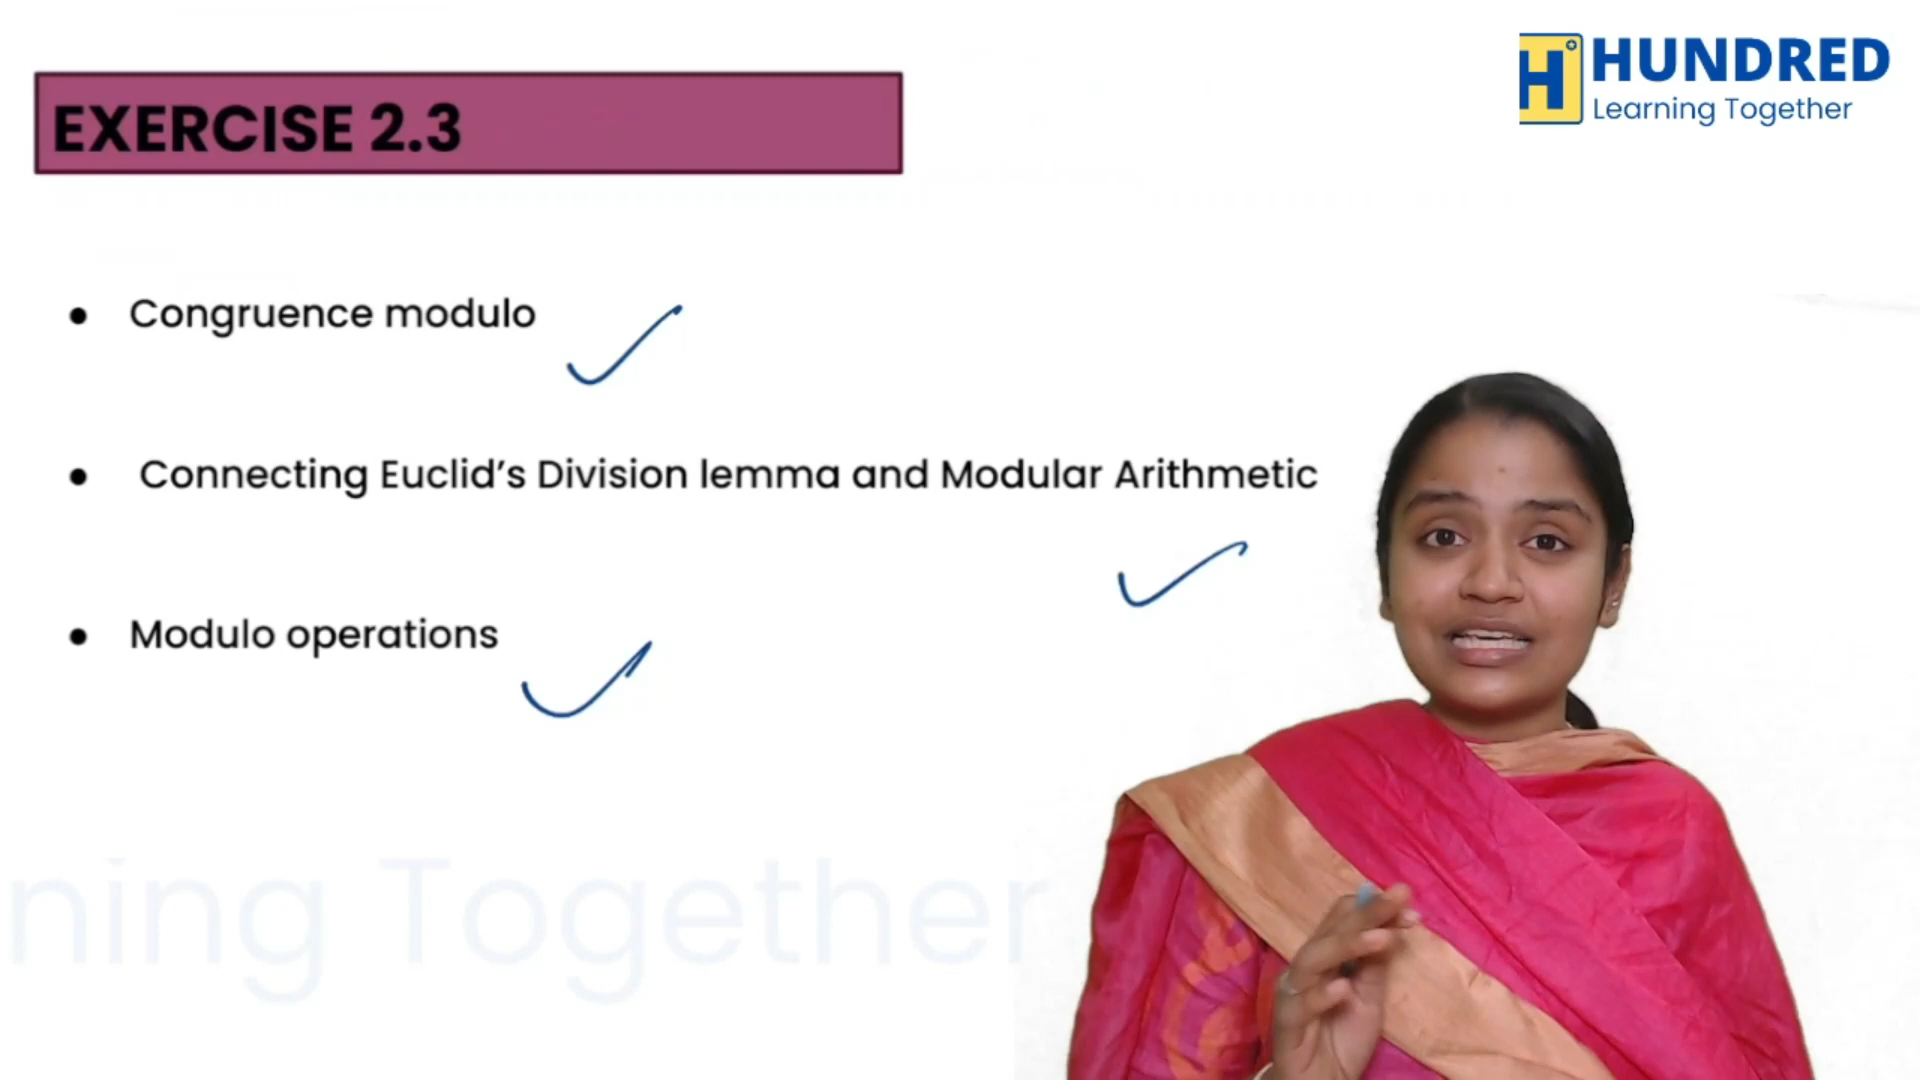 HUNDRED
Learning Together
EXERCISE 2.3
● Congruence modulo
● Connecting Euclid's Division lemma and Modular Arithmetic
● Modulo operations
ning Together